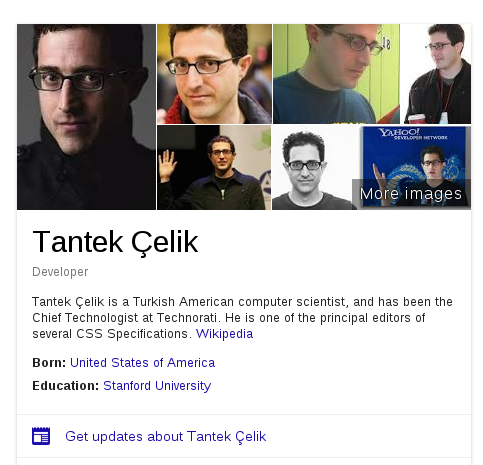 YAHOO!
DEVELOPER NETWORK
More images
Tantek Çelik
Developer
Tantek Çelik is a Turkish American computer scientist, and has been the
Chief Technologist at Technorati. He is one of the principal editors of
several CSS Specifications. Wikipedia
Born: United States of America
Education: Stanford University
Get updates about Tantek Çelik